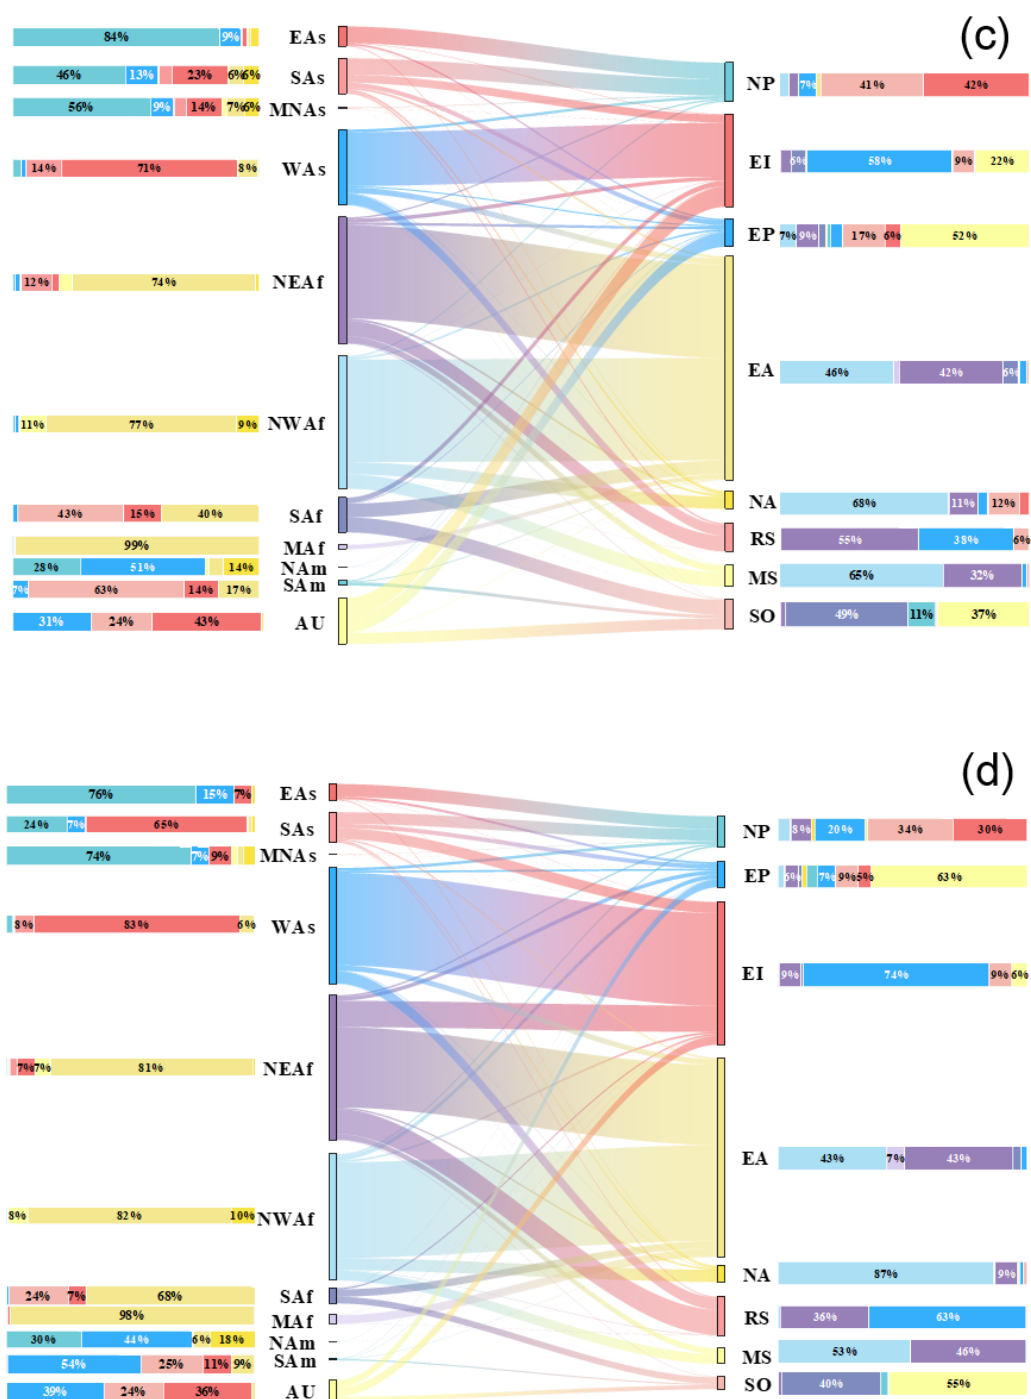 (c)
84% 9% EAs
46% 13% 23% 6% 6% SAs
NP 7% 41% 42%
56% 9% 14% 7% 6% MNAs
14% 71% 8% WAs
EI 6% 58% 9% 22%
EP 7% 9% 17% 6% 52%
12% 74% NEAf
EA 46% 42% 6%
11% 77% 9% NWAf
NA 68% 11% 12%
43% 15% 40% SAf
RS 55% 38% 6%
99% MAf
28% 51% 14% NAm
MS 65% 32%
7% 63% 14% 17% SAm
SO 49% 11% 37%
31% 24% 43% AU
(d)
76% 15% 7% EAs
24% 7% 65% SAs
NP 8% 20% 34% 30%
74% 7% 9% MNAs
EP 6% 7% 9% 5% 63%
8% 83% 6% WAs
EI 9% 74% 9% 6%
7% 7% 81% NEAf
EA 43% 7% 43%
8% 82% 10% NWAf
NA 87% 9%
24% 7% 68% SAf
98% MAf
RS 36% 63%
30% 44% 6% 18% NAm
MS 53% 46%
54% 25% 11% 9% SAm
SO 40% 55%
39% 24% 36% AU